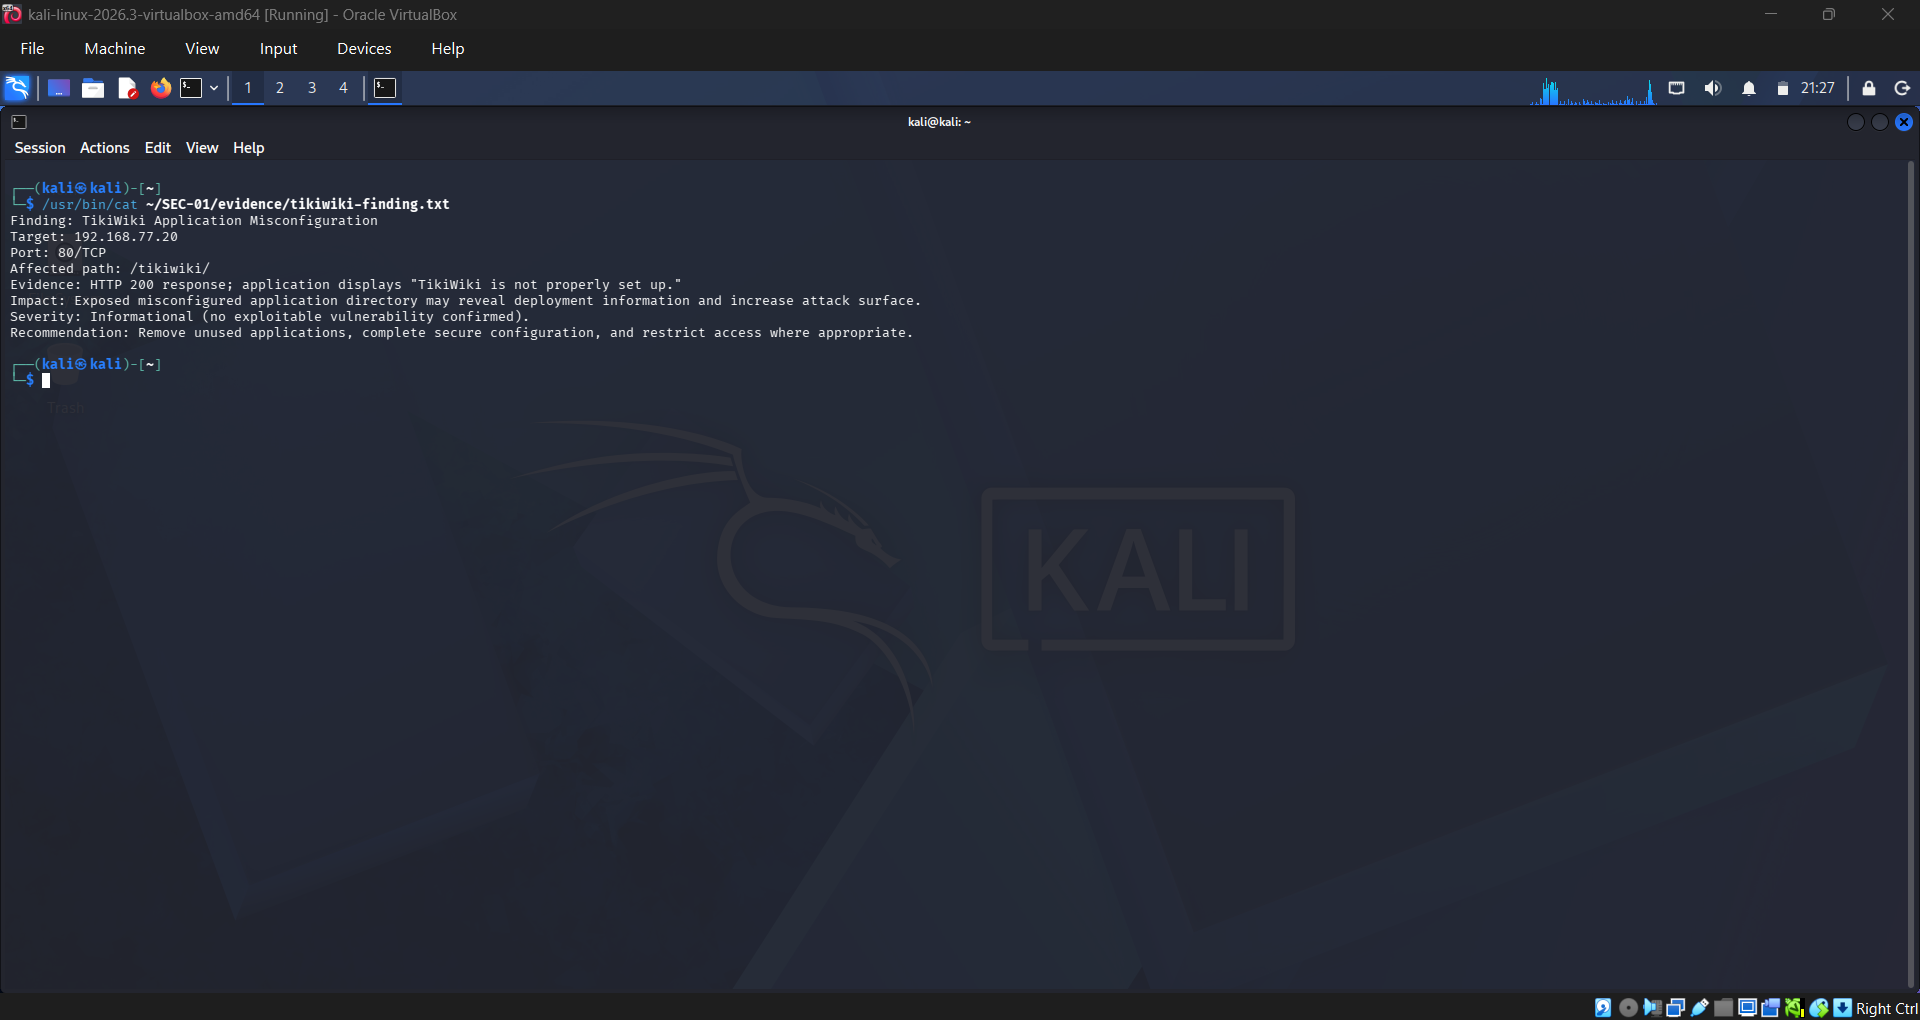 kali-linux-2026.3-virtualbox-amd64 [Running] - Oracle VirtualBox
File Machine View Input Devices Help
1 2 3 4 21:27
kali@kali: ~
Session Actions Edit View Help
┌──(kali㉿kali)-[~]
└─$ /usr/bin/cat ~/SEC-01/evidence/tikiwiki-finding.txt
Finding: TikiWiki Application Misconfiguration
Target: 192.168.77.20
Port: 80/TCP
Affected path: /tikiwiki/
Evidence: HTTP 200 response; application displays "TikiWiki is not properly set up."
Impact: Exposed misconfigured application directory may reveal deployment information and increase attack surface.
Severity: Informational (no exploitable vulnerability confirmed).
Recommendation: Remove unused applications, complete secure configuration, and restrict access where appropriate.
┌──(kali㉿kali)-[~]
└─$
Trash
KALI
Right Ctrl